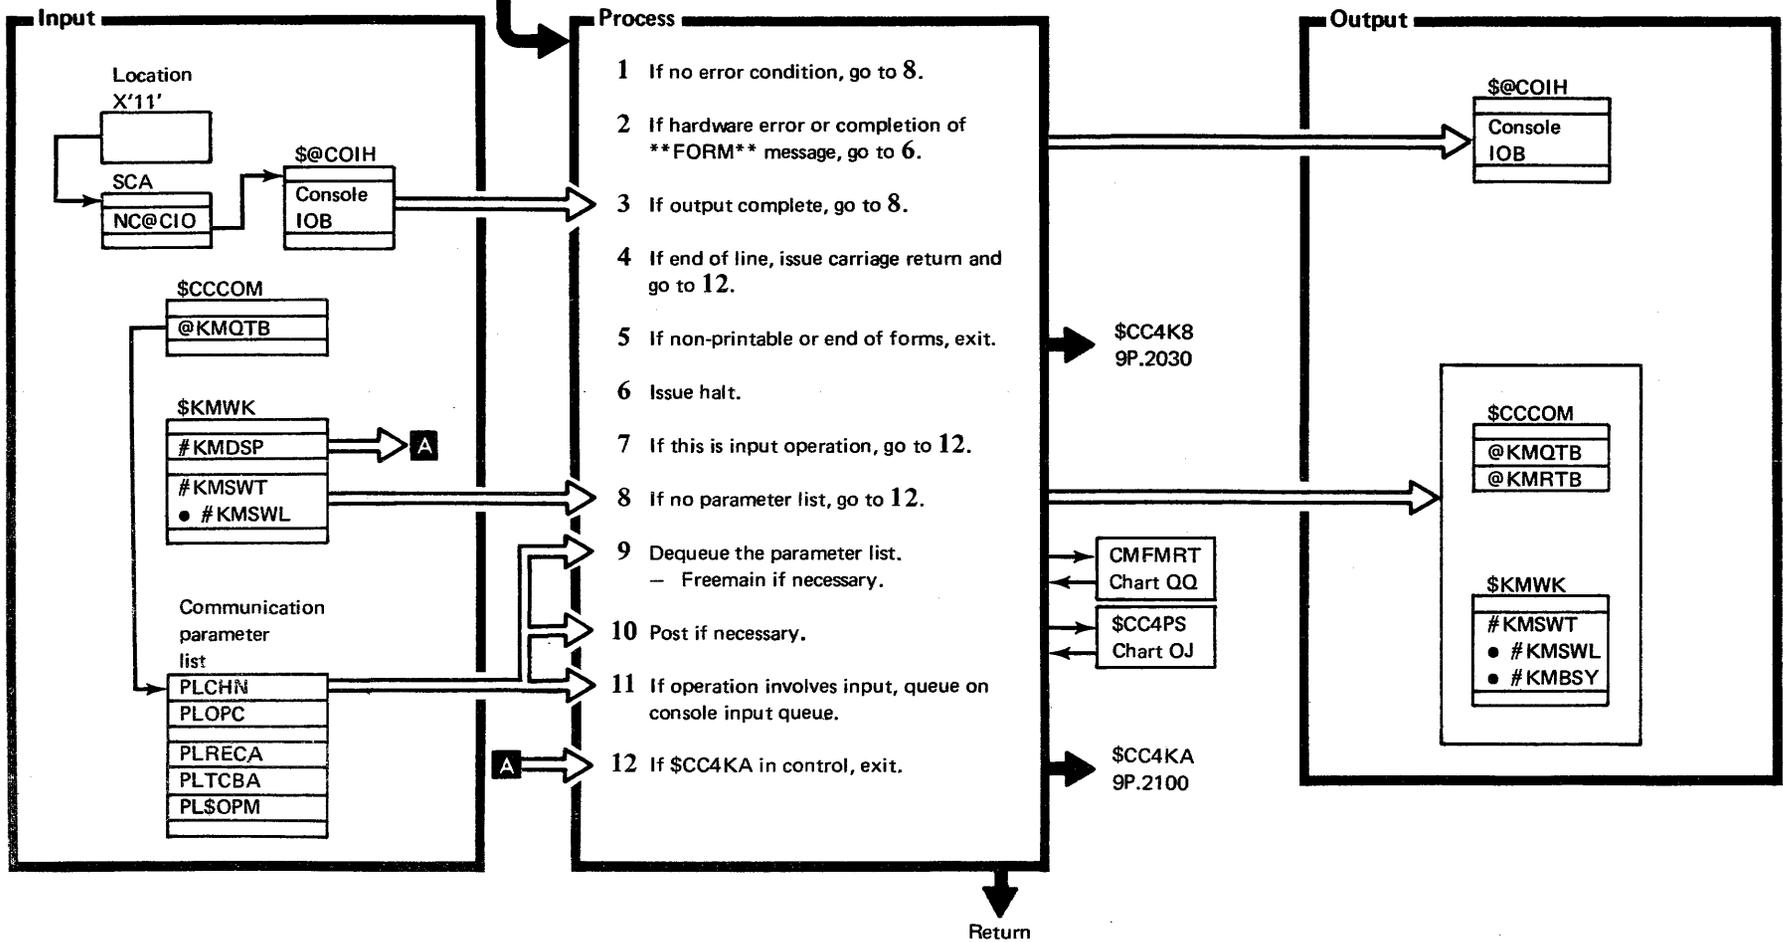 Input
Location
X'11'
SCA
NC@CIO
$@COIH
Console
IOB
$CCCOM
@KMQTB
$KMWK
#KMDSP
A
#KMSWT
● #KMSWL
Communication
parameter
list
PLCHN
PLOPC
PLRECA
PLTCBA
PL$OPM
Process
1 If no error condition, go to 8.
2 If hardware error or completion of
**FORM** message, go to 6.
3 If output complete, go to 8.
4 If end of line, issue carriage return and
go to 12.
5 If non-printable or end of forms, exit.
6 Issue halt.
7 If this is input operation, go to 12.
8 If no parameter list, go to 12.
9 Dequeue the parameter list.
– Freemain if necessary.
10 Post if necessary.
11 If operation involves input, queue on
console input queue.
A
12 If $CC4KA in control, exit.
$CC4K8
9P.2030
CMFMRT
Chart QQ
$CC4PS
Chart OJ
$CC4KA
9P.2100
Return
Output
$@COIH
Console
IOB
$CCCOM
@KMQTB
@KMRTB
$KMWK
#KMSWT
● #KMSWL
● #KMBSY